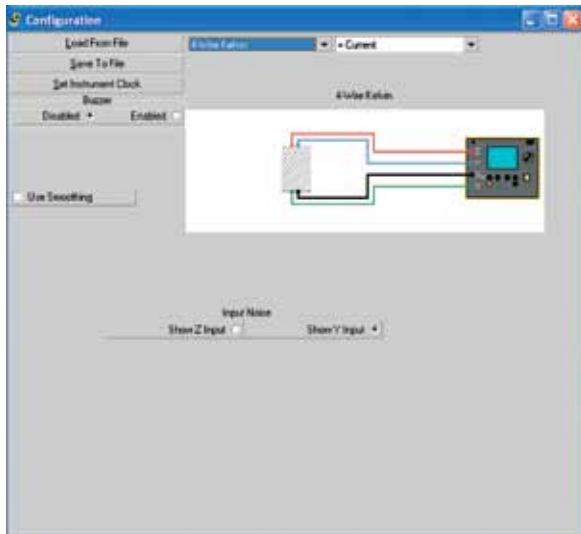 Configuration
Load From File
4-Wire Kelvin
+ Current
Save To File
Set Instrument Clock
Buzzer
Disabled
Enabled
4-Wire Kelvin
Use Smoothing
Input Noise
Show Z Input
Show Y Input